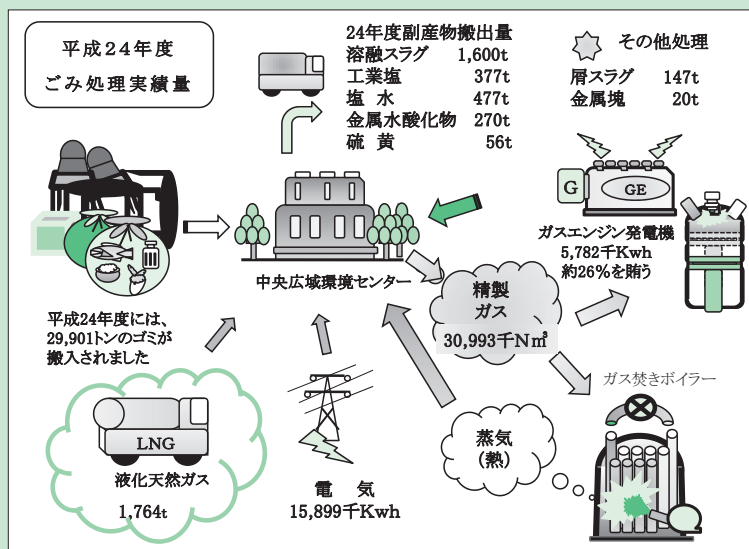 平成24年度
ごみ処理実績量
24年度副産物搬出量
溶融スラグ 1,600t
工業塩 377t
塩 水 477t
金属水酸化物 270t
硫 黄 56t
その他処理
屑スラグ 147t
金属塊 20t
G
GE
ガスエンジン発電機
5,782千Kwh
約26%を賄う
中央広域環境センター
平成24年度には、
29,901トンのゴミが
搬入されました
精製
ガス
30,993千Nm³
ガス焚きボイラー
蒸気
(熱)
LNG
液化天然ガス
1,764t
電 気
15,899千Kwh